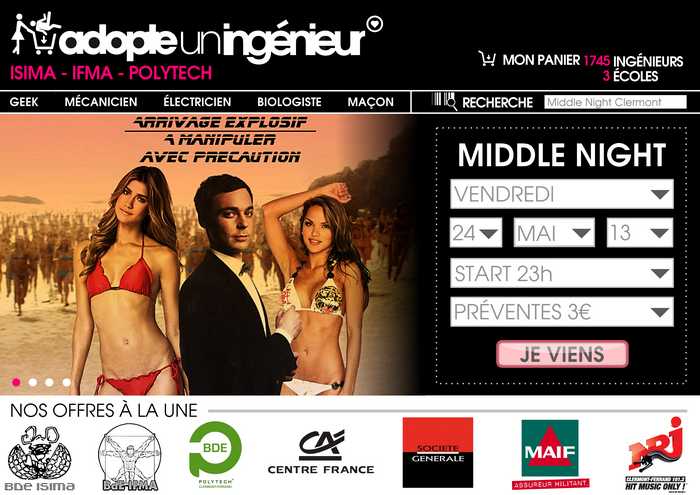 adopteuningénieur
ISIMA - IFMA - POLYTECH
MON PANIER 1745 INGÉNIEURS
3 ÉCOLES
GEEK MÉCANICIEN ÉLECTRICIEN BIOLOGISTE MAÇON RECHERCHE Middle Night Clermont
ARRIVAGE EXPLOSIF
A MANIPULER
AVEC PRECAUTION
MIDDLE NIGHT
VENDREDI
24 MAI 13
START 23h
PRÉVENTES 3€
JE VIENS
NOS OFFRES À LA UNE
BDE ISIMA
BdE-IFMA
BDE
POLYTECH'
CLERMONT-FERRAND
CA
CENTRE FRANCE
SOCIETE
GENERALE
MAIF
ASSUREUR MILITANT
NRJ
CLERMONT-FERRAND 101.3
HIT MUSIC ONLY !